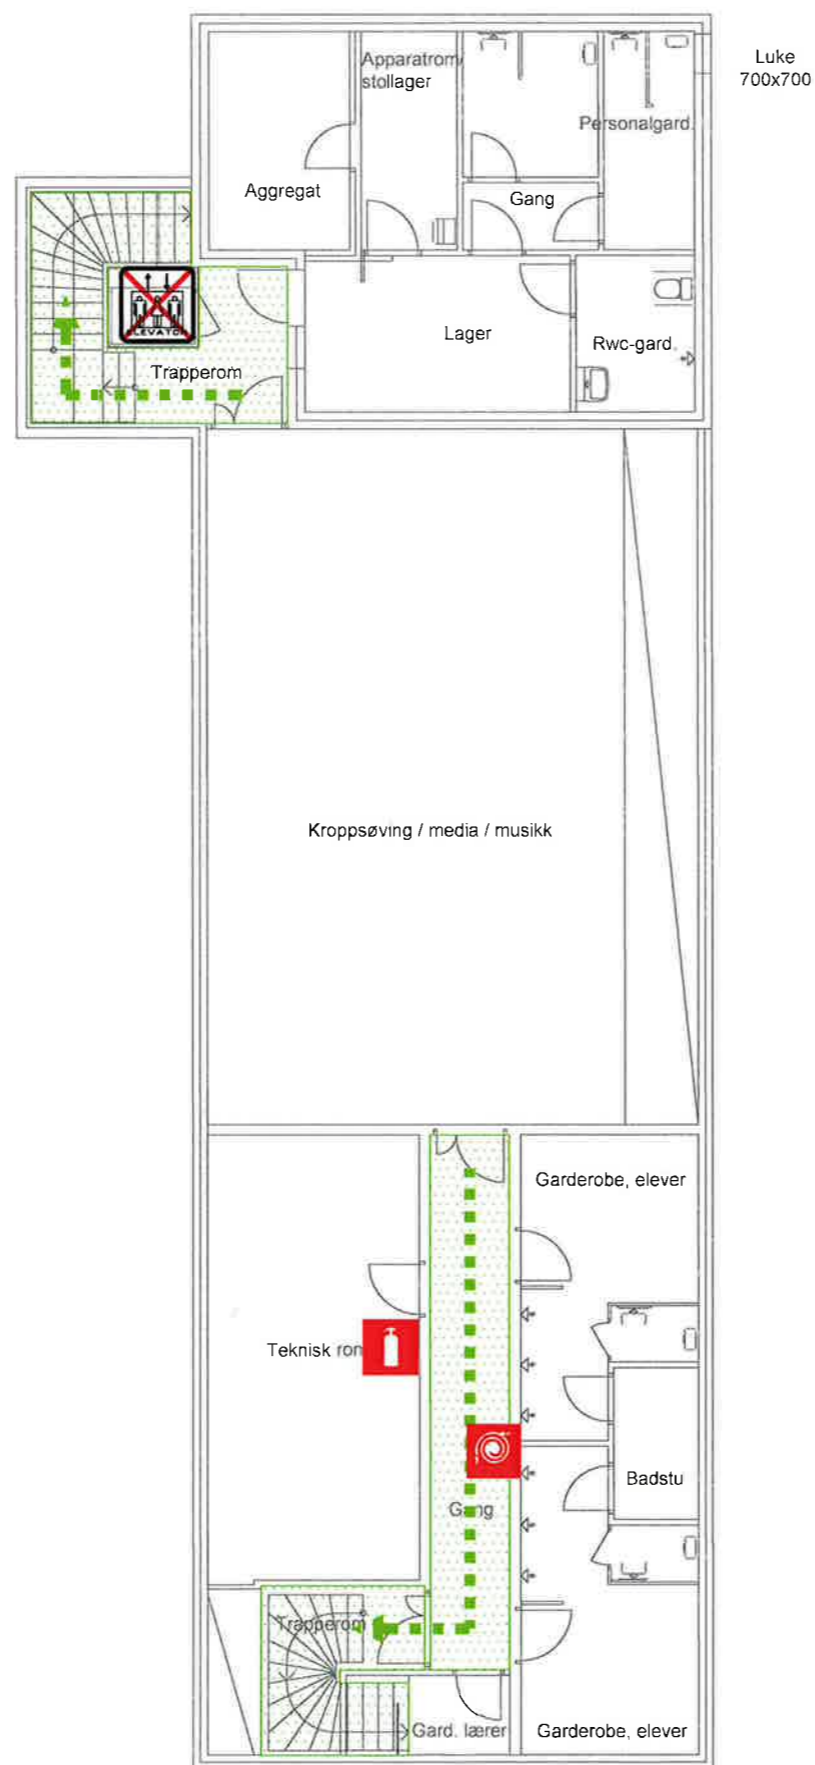 Luke
700x700
Apparatrom/
stollager
Personalgard.
Aggregat
Gang
Lager
Rwc-gard.
ELEVATOR
Trapperom
Kroppsøving / media / musikk
Garderobe, elever
Teknisk rom
Badstu
Gang
Trapperom
Gard. lærer
Garderobe, elever